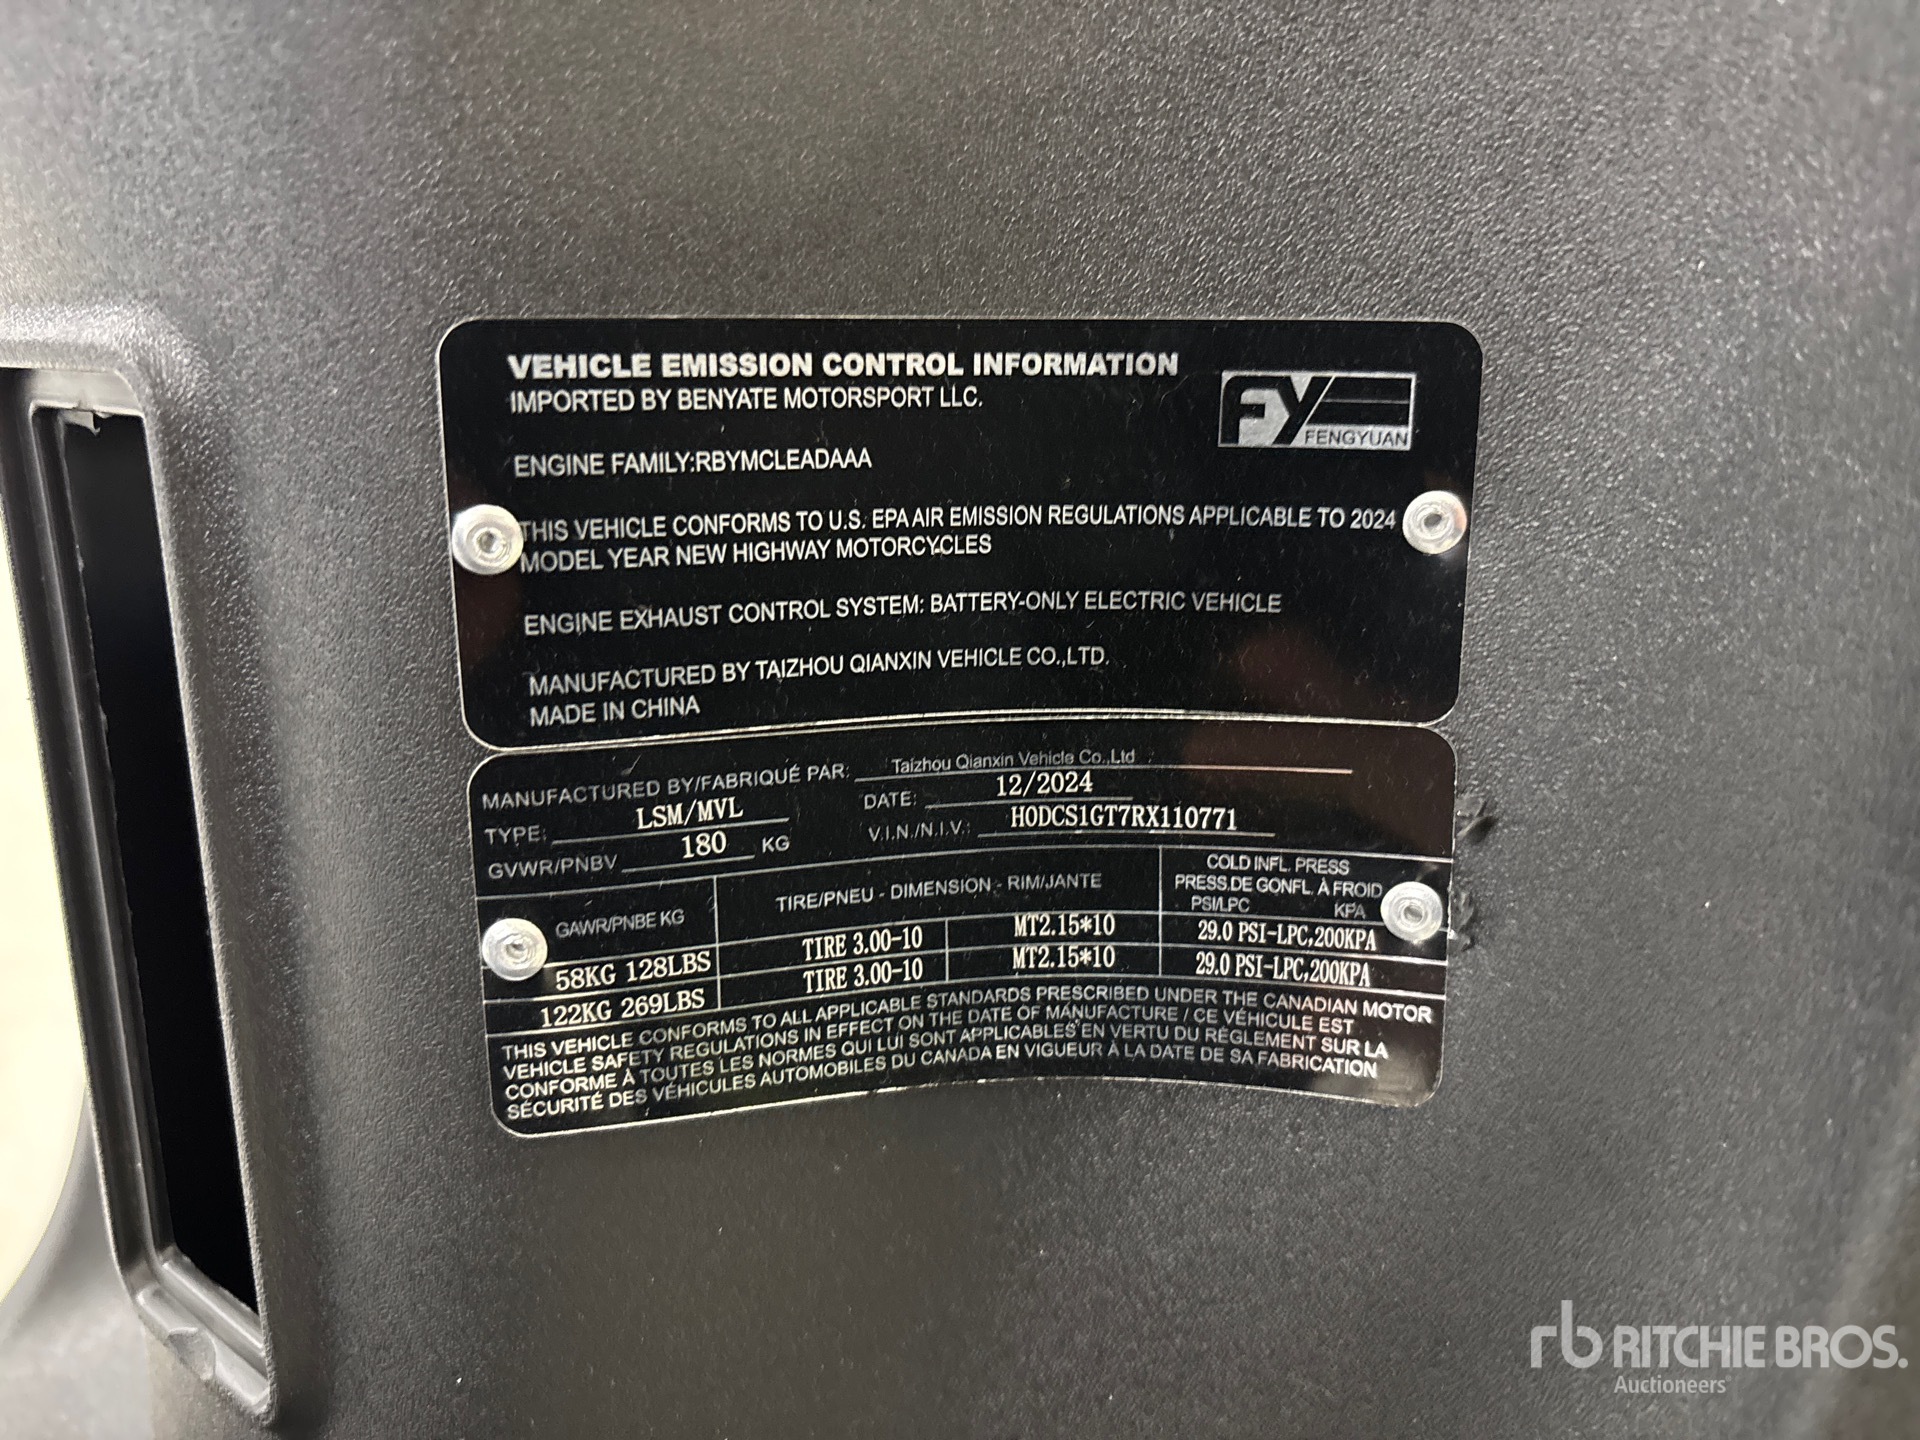 VEHICLE EMISSION CONTROL INFORMATION
IMPORTED BY BENYATE MOTORSPORT LLC.
FY FENGYUAN
ENGINE FAMILY:RBYMCLEADAAA
THIS VEHICLE CONFORMS TO U.S. EPA AIR EMISSION REGULATIONS APPLICABLE TO 2024
MODEL YEAR NEW HIGHWAY MOTORCYCLES
ENGINE EXHAUST CONTROL SYSTEM: BATTERY-ONLY ELECTRIC VEHICLE
MANUFACTURED BY TAIZHOU QIANXIN VEHICLE CO.,LTD.
MADE IN CHINA
MANUFACTURED BY/FABRIQUÉ PAR: Taizhou Qianxin Vehicle Co.,Ltd
TYPE: LSM/MVL DATE: 12/2024
GVWR/PNBV 180 KG V.I.N./N.I.V.: H0DCS1GT7RX110771
GAWR/PNBE KG TIRE/PNEU - DIMENSION - RIM/JANTE COLD INFL. PRESS
PRESS.DE GONFL. À FROID
PSI/LPC KPA
58KG 128LBS TIRE 3.00-10 MT2.15*10 29.0 PSI-LPC,200KPA
122KG 269LBS TIRE 3.00-10 MT2.15*10 29.0 PSI-LPC,200KPA
THIS VEHICLE CONFORMS TO ALL APPLICABLE STANDARDS PRESCRIBED UNDER THE CANADIAN MOTOR
VEHICLE SAFETY REGULATIONS IN EFFECT ON THE DATE OF MANUFACTURE / CE VÉHICULE EST
CONFORME À TOUTES LES NORMES QUI LUI SONT APPLICABLES EN VERTU DU RÈGLEMENT SUR LA
SÉCURITÉ DES VÉHICULES AUTOMOBILES DU CANADA EN VIGUEUR À LA DATE DE SA FABRICATION
rb RITCHIE BROS.
Auctioneers